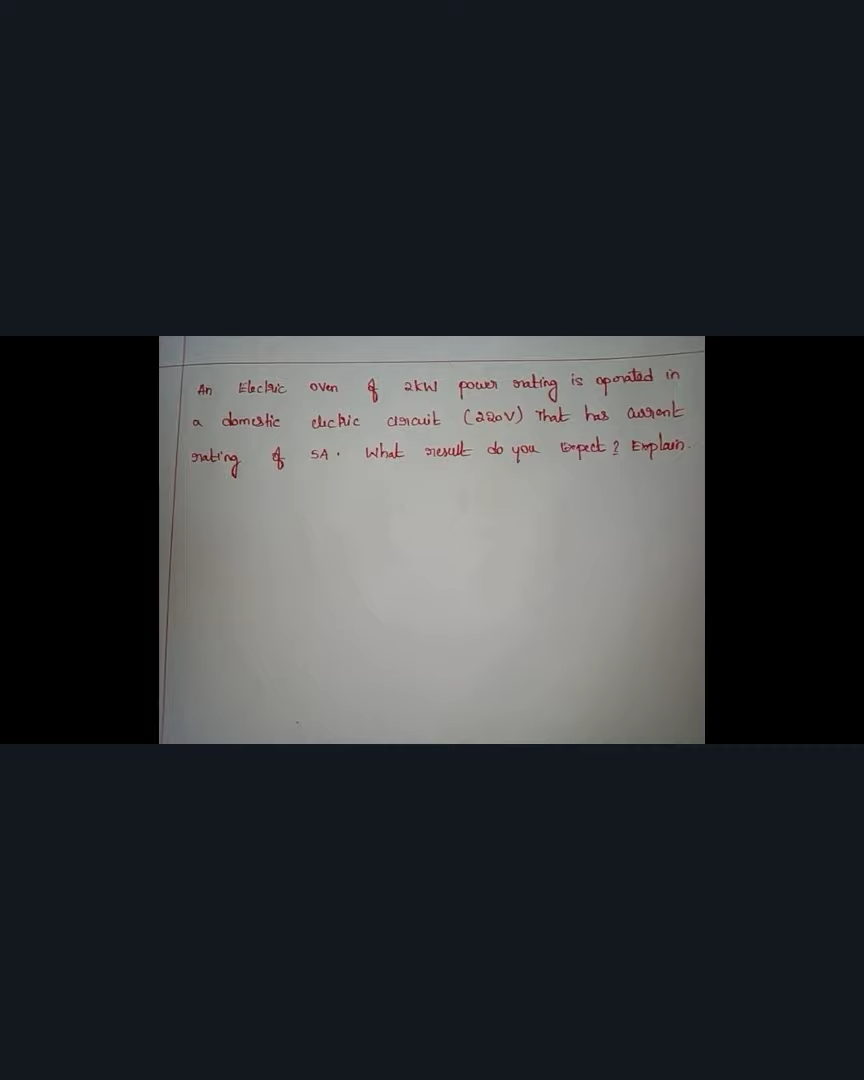 An Electric oven of 2kW power rating is operated in
a domestic electric circuit (220V) That has current
rating of 5A. What result do you Expect? Explain.